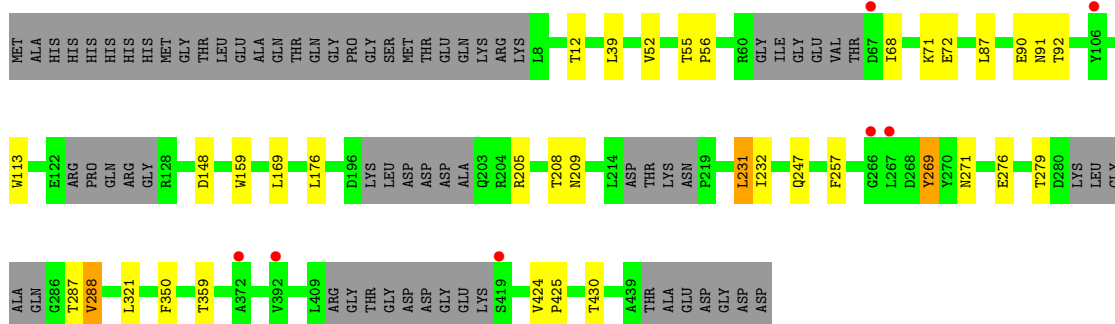 MET ALA HIS HIS HIS HIS HIS HIS MET GLY THR LEU GLU ALA GLN THR GLN GLY PRO GLY SER MET THR GLU GLN LYS ARG LYS L8 T12 L39 V52 T55 P56 R60 GLY ILE GLY GLU VAL THR D67 I68 K71 E72 L87 E90 N91 T92 Y106
W113 E122 ARG PRO GLN ARG GLY R128 D148 W159 L169 L176 D196 LYS LEU ASP ASP ASP ALA Q203 R204 R205 T208 N209 L214 ASP THR LYS ASN P219 L231 I232 Q247 F257 G266 L267 D268 Y269 Y270 N271 E276 T279 D280 LYS LEU GLY
ALA GLN G286 T287 V288 L321 F350 T359 A372 V392 L409 ARG GLY THR GLY ASP ASP GLY GLU LYS S419 V424 P425 T430 A439 THR ALA GLU ASP GLY ASP ASP